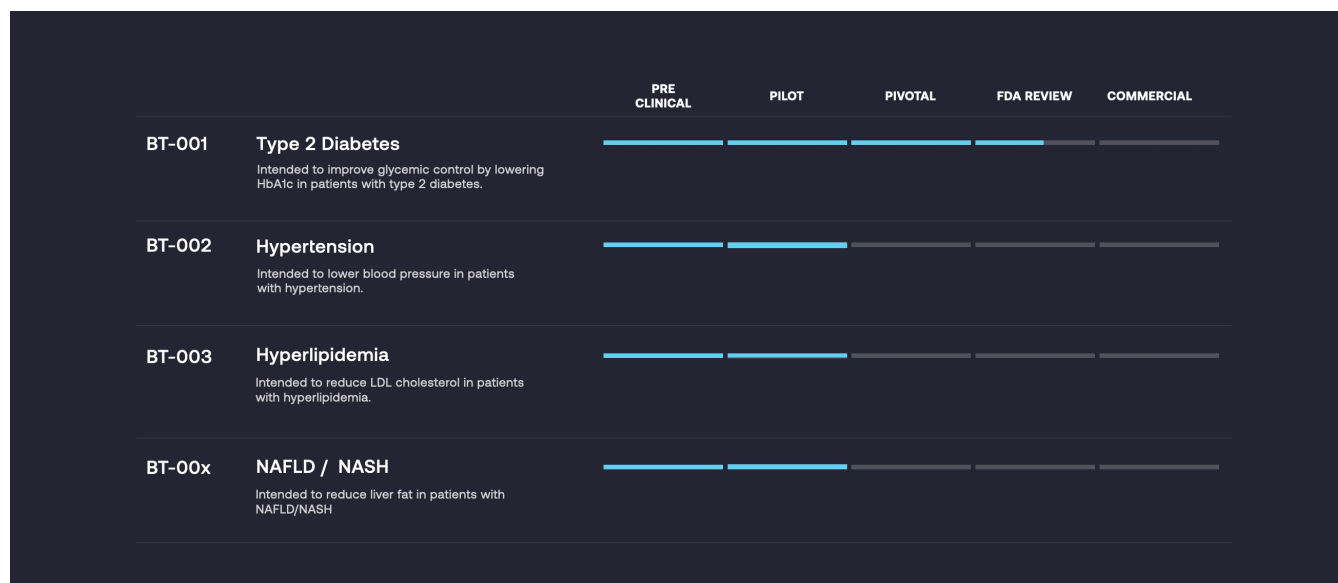 PRE
CLINICAL
PILOT
PIVOTAL
FDA REVIEW
COMMERCIAL
BT-001
Type 2 Diabetes
Intended to improve glycemic control by lowering
HbA1c in patients with type 2 diabetes.
BT-002
Hypertension
Intended to lower blood pressure in patients
with hypertension.
BT-003
Hyperlipidemia
Intended to reduce LDL cholesterol in patients
with hyperlipidemia.
BT-00x
NAFLD / NASH
Intended to reduce liver fat in patients with
NAFLD/NASH